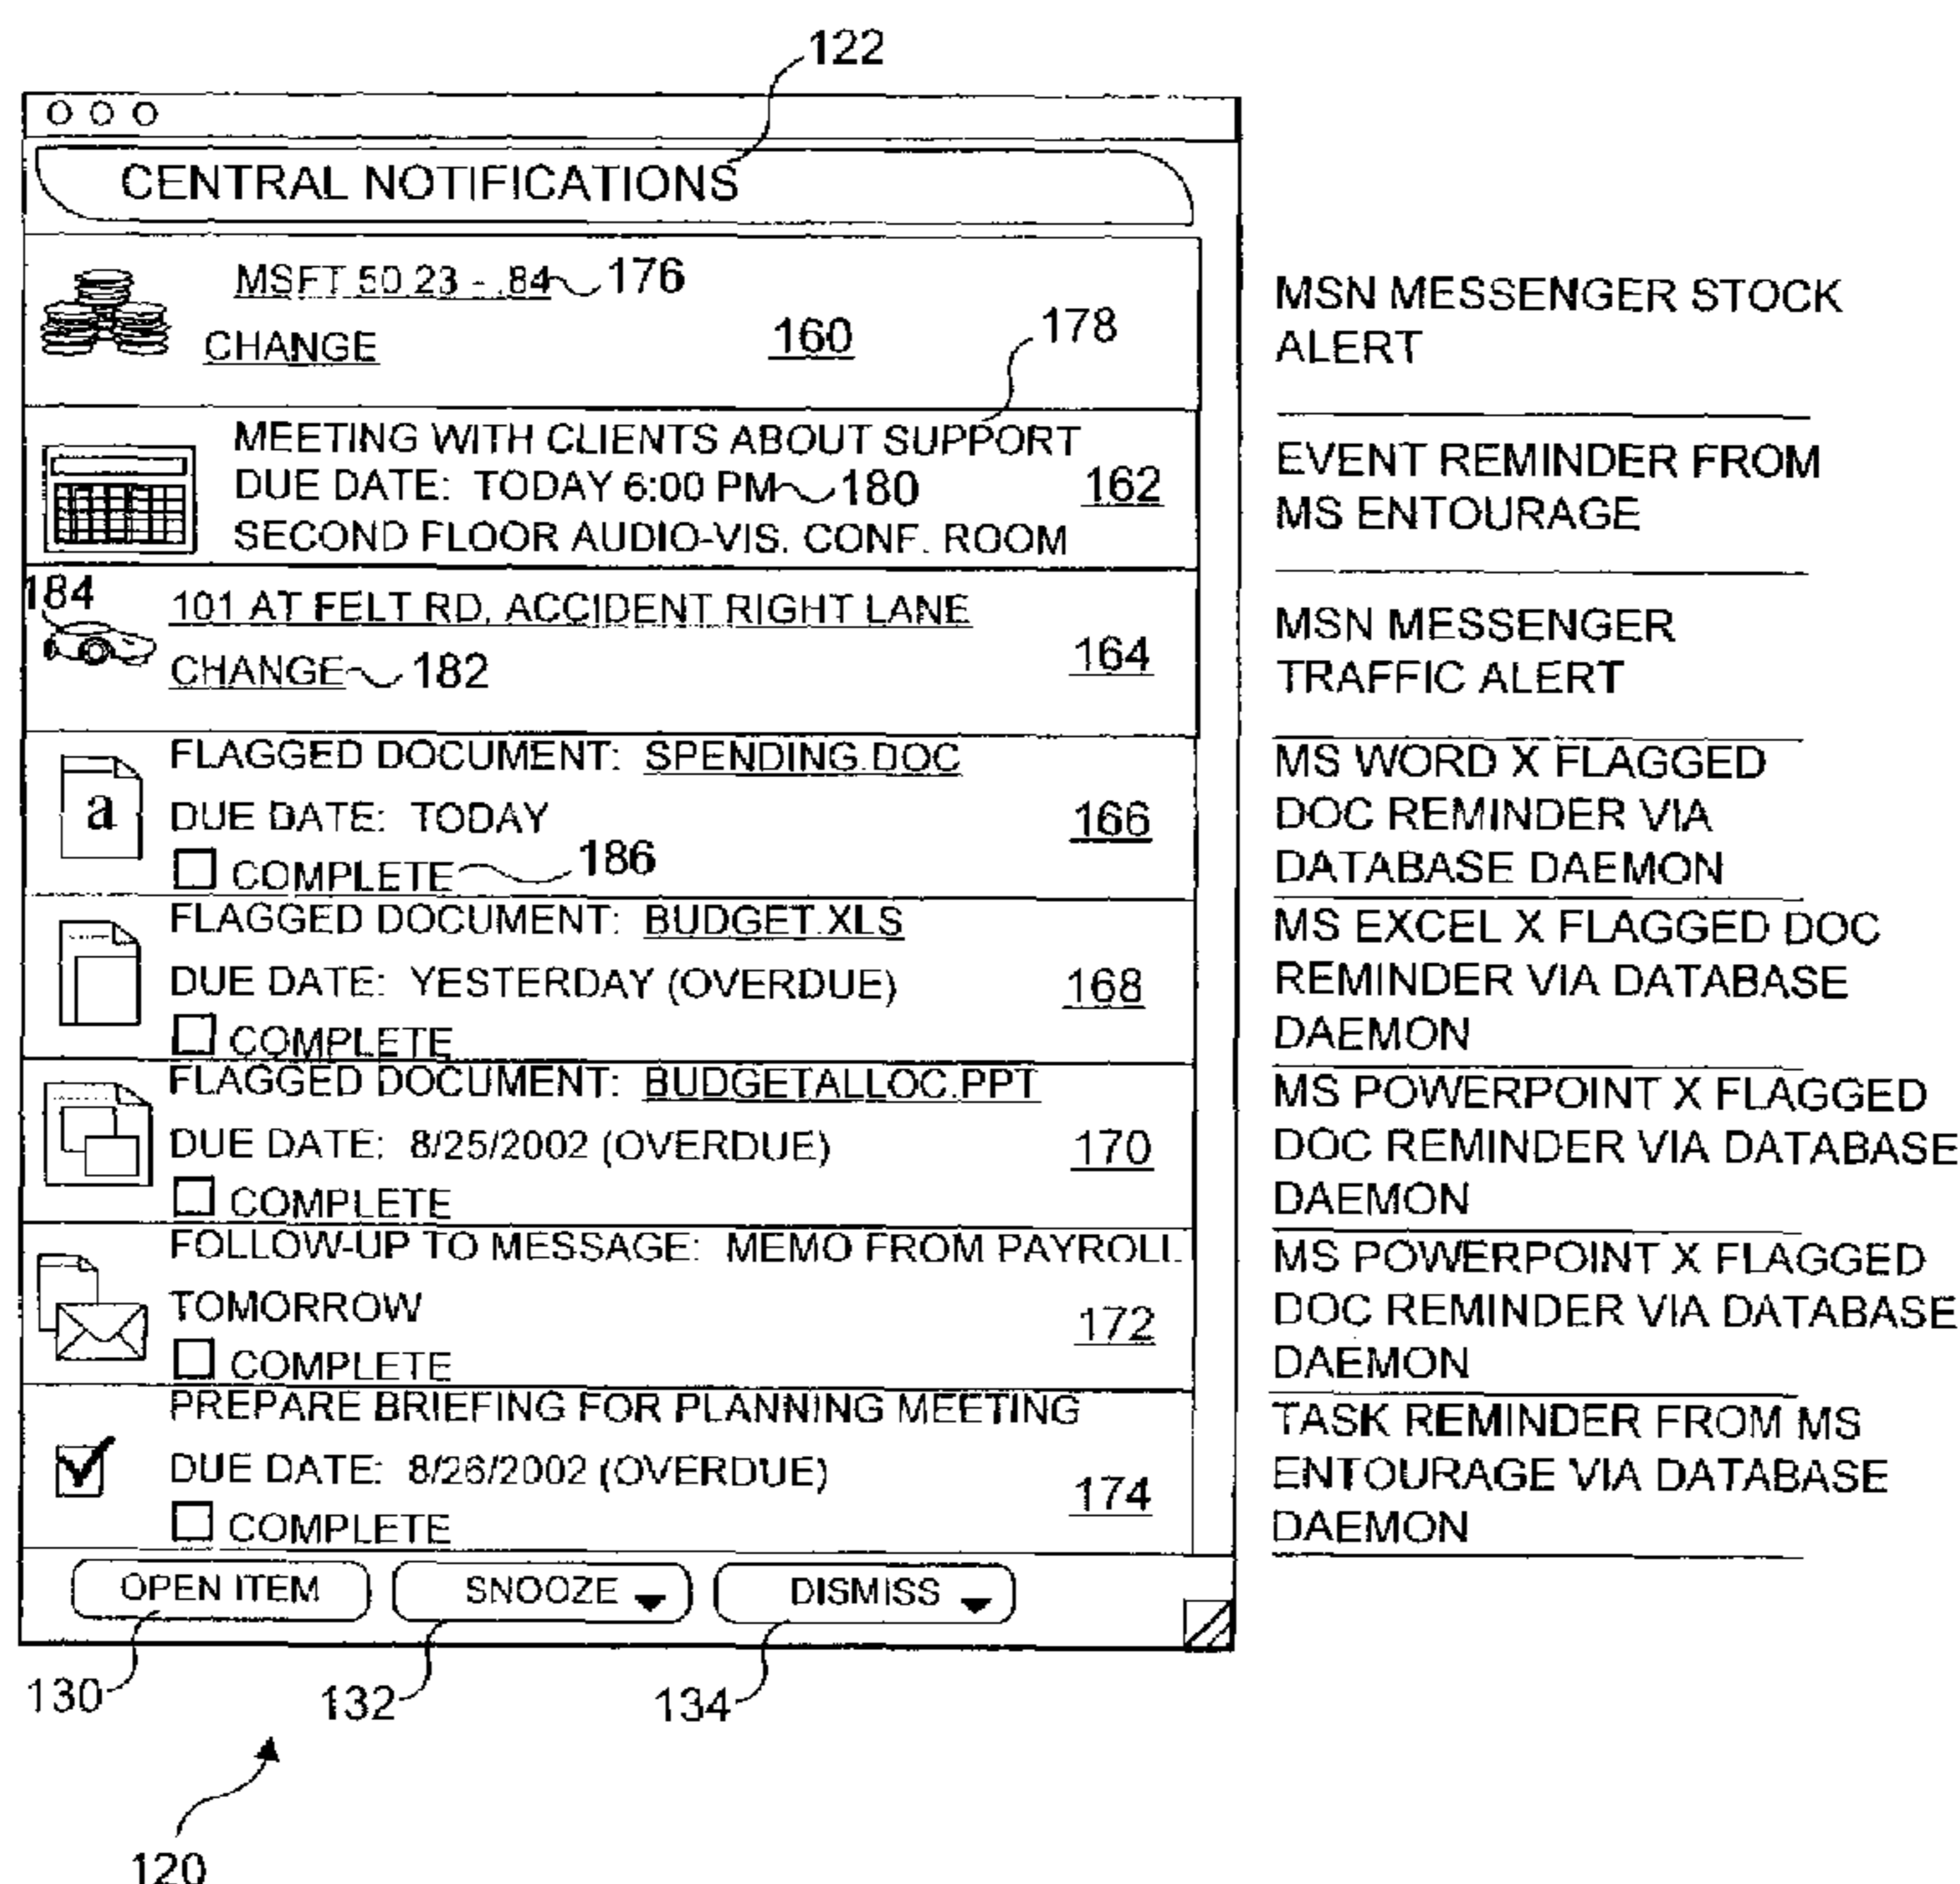 122
CENTRAL NOTIFICATIONS
MSFT 50.23 - .84 176
CHANGE 160 178
MSN MESSENGER STOCK
ALERT
MEETING WITH CLIENTS ABOUT SUPPORT
DUE DATE: TODAY 6:00 PM 180 162
SECOND FLOOR AUDIO-VIS. CONF. ROOM
EVENT REMINDER FROM
MS ENTOURAGE
184
101 AT FELT RD, ACCIDENT RIGHT LANE
CHANGE 182 164
MSN MESSENGER
TRAFFIC ALERT
a
FLAGGED DOCUMENT: SPENDING.DOC
DUE DATE: TODAY 166
COMPLETE 186
MS WORD X FLAGGED
DOC REMINDER VIA
DATABASE DAEMON
FLAGGED DOCUMENT: BUDGET.XLS
DUE DATE: YESTERDAY (OVERDUE) 168
COMPLETE
MS EXCEL X FLAGGED DOC
REMINDER VIA DATABASE
DAEMON
FLAGGED DOCUMENT: BUDGETALLOC.PPT
DUE DATE: 8/25/2002 (OVERDUE) 170
COMPLETE
MS POWERPOINT X FLAGGED
DOC REMINDER VIA DATABASE
DAEMON
FOLLOW-UP TO MESSAGE: MEMO FROM PAYROLL
TOMORROW 172
COMPLETE
MS POWERPOINT X FLAGGED
DOC REMINDER VIA DATABASE
DAEMON
PREPARE BRIEFING FOR PLANNING MEETING
DUE DATE: 8/26/2002 (OVERDUE) 174
COMPLETE
TASK REMINDER FROM MS
ENTOURAGE VIA DATABASE
DAEMON
OPEN ITEM SNOOZE DISMISS
130 132 134
120